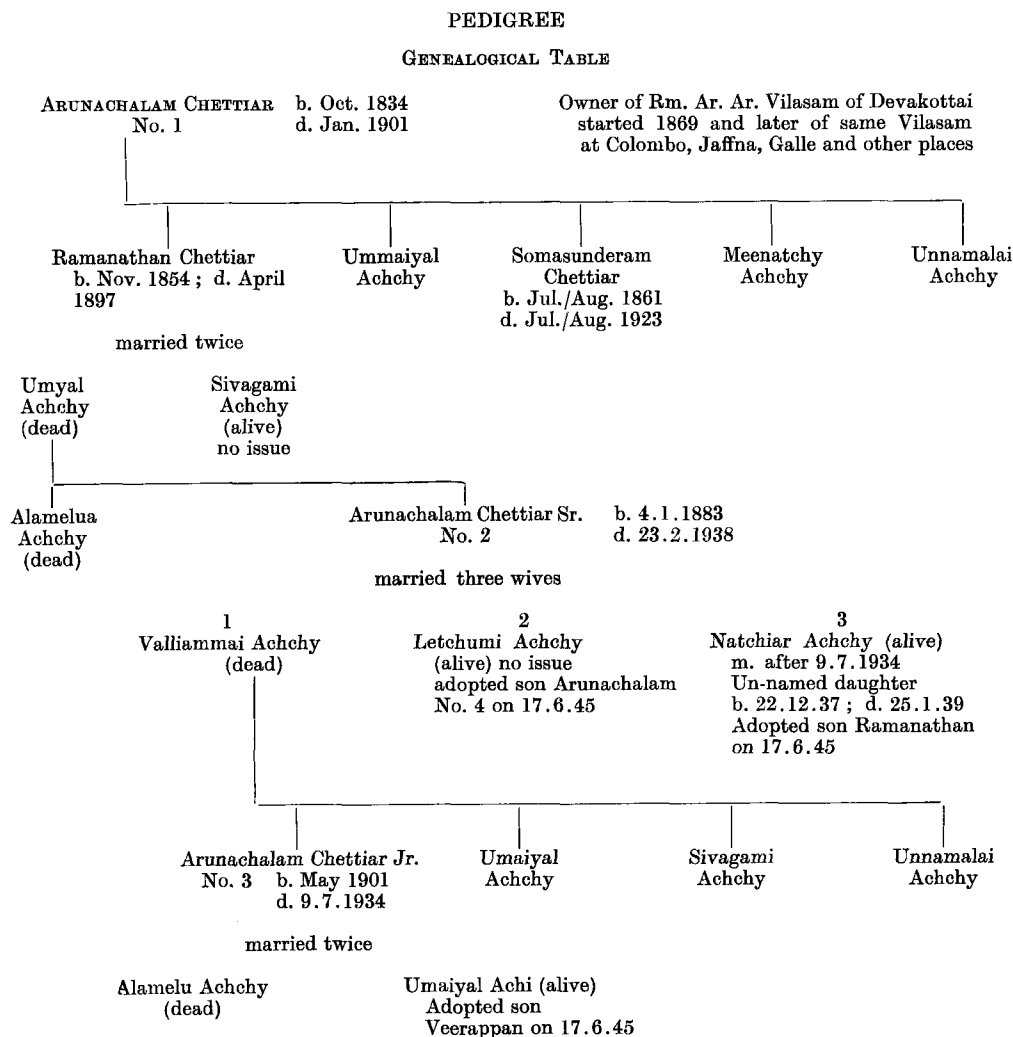 PEDIGREE
GENEALOGICAL TABLE
ARUNACHALAM CHETTIAR b. Oct. 1834
No. 1 d. Jan. 1901
Owner of Rm. Ar. Ar. Vilasam of Devakottai
started 1869 and later of same Vilasam
at Colombo, Jaffna, Galle and other places
Ramanathan Chettiar
b. Nov. 1854 ; d. April
1897
Ummaiyal
Achchy
Somasunderam
Chettiar
b. Jul./Aug. 1861
d. Jul./Aug. 1923
Meenatchy
Achchy
Unnamalai
Achchy
married twice
Umyal
Achchy
(dead)
Sivagami
Achchy
(alive)
no issue
Alamelua
Achchy
(dead)
Arunachalam Chettiar Sr. b. 4.1.1883
No. 2 d. 23.2.1938
married three wives
1
Valliammai Achchy
(dead)
2
Letchumi Achchy
(alive) no issue
adopted son Arunachalam
No. 4 on 17.6.45
3
Natchiar Achchy (alive)
m. after 9.7.1934
Un-named daughter
b. 22.12.37 ; d. 25.1.39
Adopted son Ramanathan
on 17.6.45
Arunachalam Chettiar Jr.
No. 3 b. May 1901
d. 9.7.1934
Umaiyal
Achchy
Sivagami
Achchy
Unnamalai
Achchy
married twice
Alamelu Achchy
(dead)
Umaiyal Achi (alive)
Adopted son
Veerappan on 17.6.45